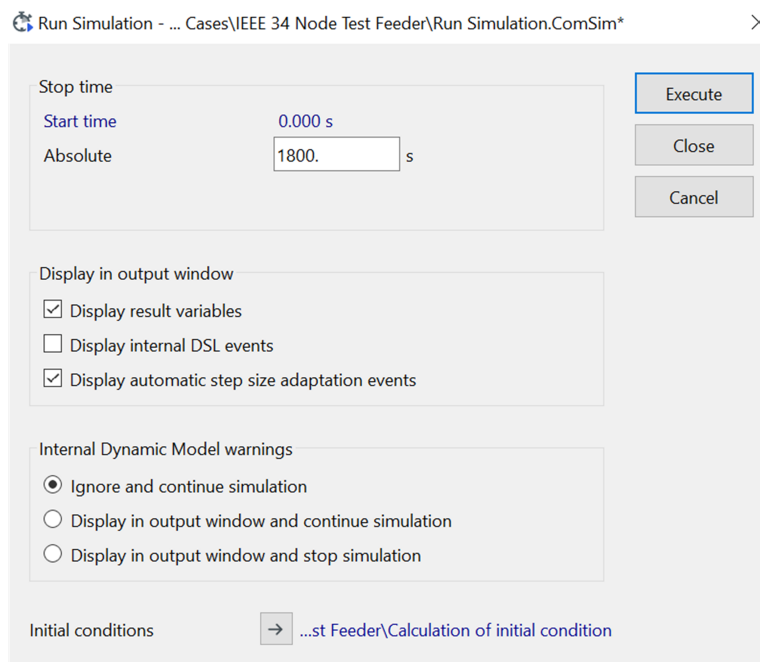 Run Simulation - ... Cases\IEEE 34 Node Test Feeder\Run Simulation.ComSim*
Stop time
Execute
Start time 0.000 s
Absolute 1800. s
Close
Cancel
Display in output window
Display result variables
Display internal DSL events
Display automatic step size adaptation events
Internal Dynamic Model warnings
Ignore and continue simulation
Display in output window and continue simulation
Display in output window and stop simulation
Initial conditions ...st Feeder\Calculation of initial condition